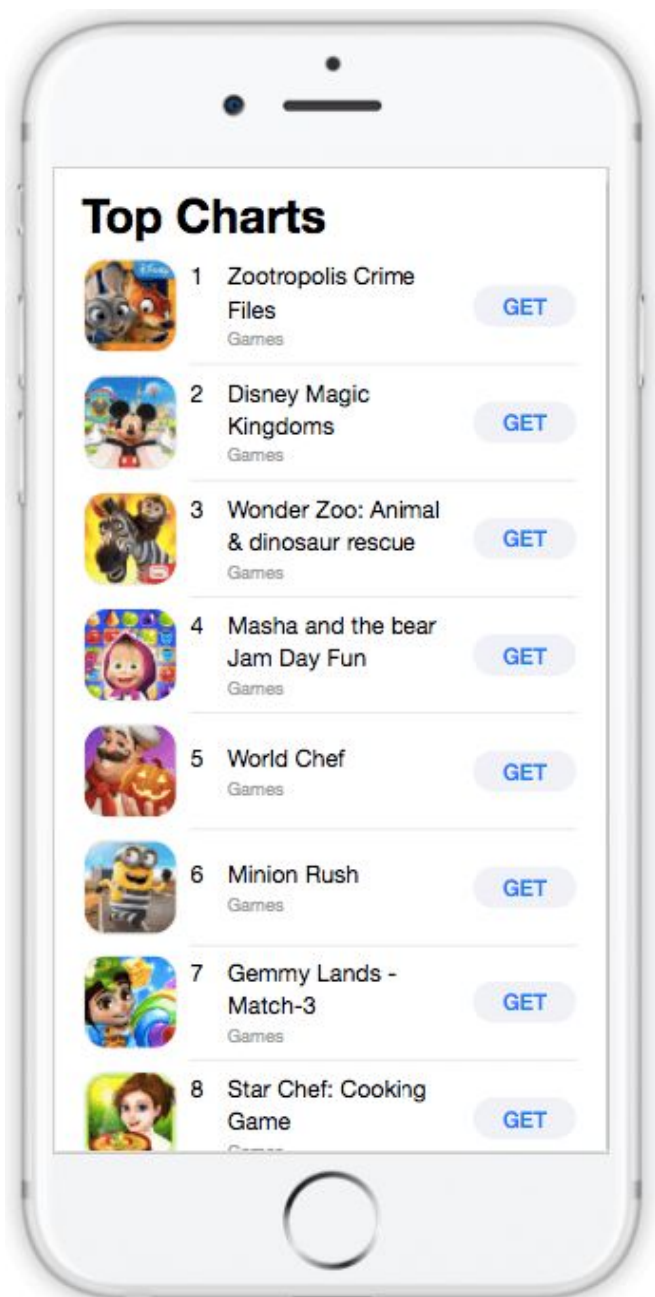 Top Charts
Disney
1 Zootropolis Crime
Files
Games
GET
2 Disney Magic
Kingdoms
Games
GET
3 Wonder Zoo: Animal
& dinosaur rescue
Games
GET
4 Masha and the bear
Jam Day Fun
Games
GET
5 World Chef
Games
GET
6 Minion Rush
Games
GET
7 Gemmy Lands -
Match-3
Games
GET
8 Star Chef: Cooking
Game
Games
GET